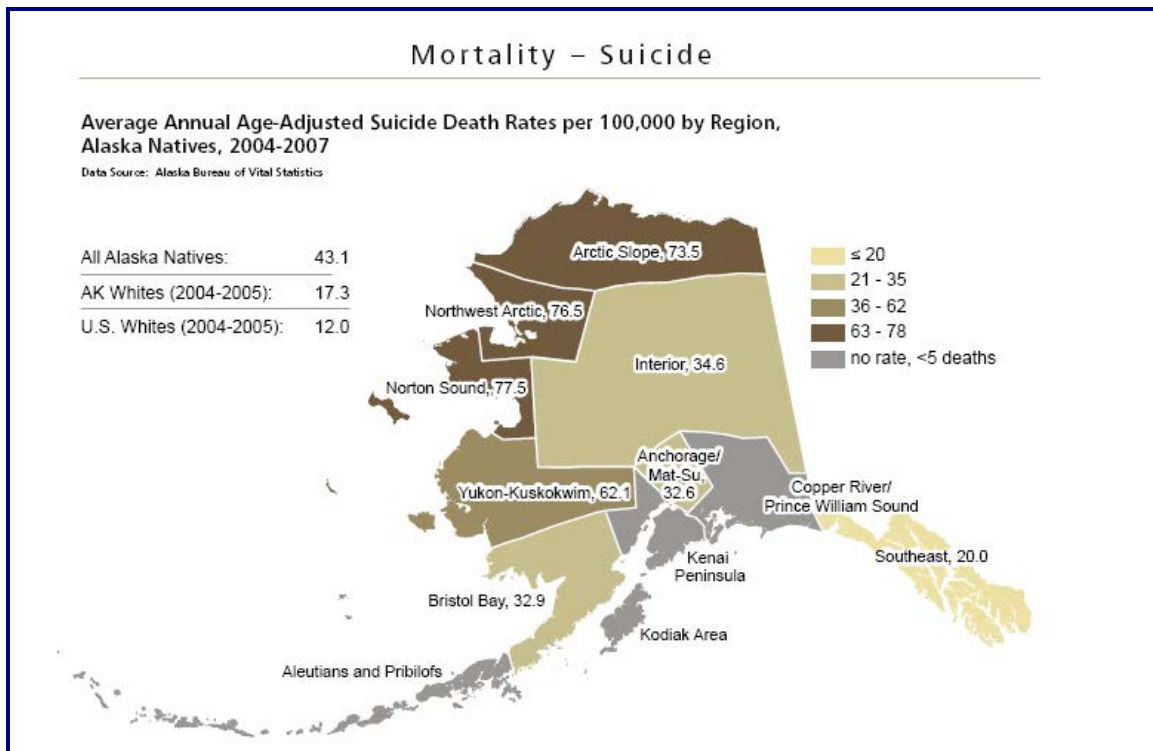 Mortality – Suicide
Average Annual Age-Adjusted Suicide Death Rates per 100,000 by Region,
Alaska Natives, 2004-2007
Data Source: Alaska Bureau of Vital Statistics
All Alaska Natives: 43.1
AK Whites (2004-2005): 17.3
U.S. Whites (2004-2005): 12.0
≤ 20
21 - 35
36 - 62
63 - 78
no rate, <5 deaths
Arctic Slope, 73.5
Northwest Arctic, 76.5
Interior, 34.6
Norton Sound, 77.5
Anchorage/
Mat-Su,
32.6
Yukon-Kuskokwim, 62.1
Copper River/
Prince William Sound
Southeast, 20.0
Kenai
Peninsula
Bristol Bay, 32.9
Kodiak Area
Aleutians and Pribilofs